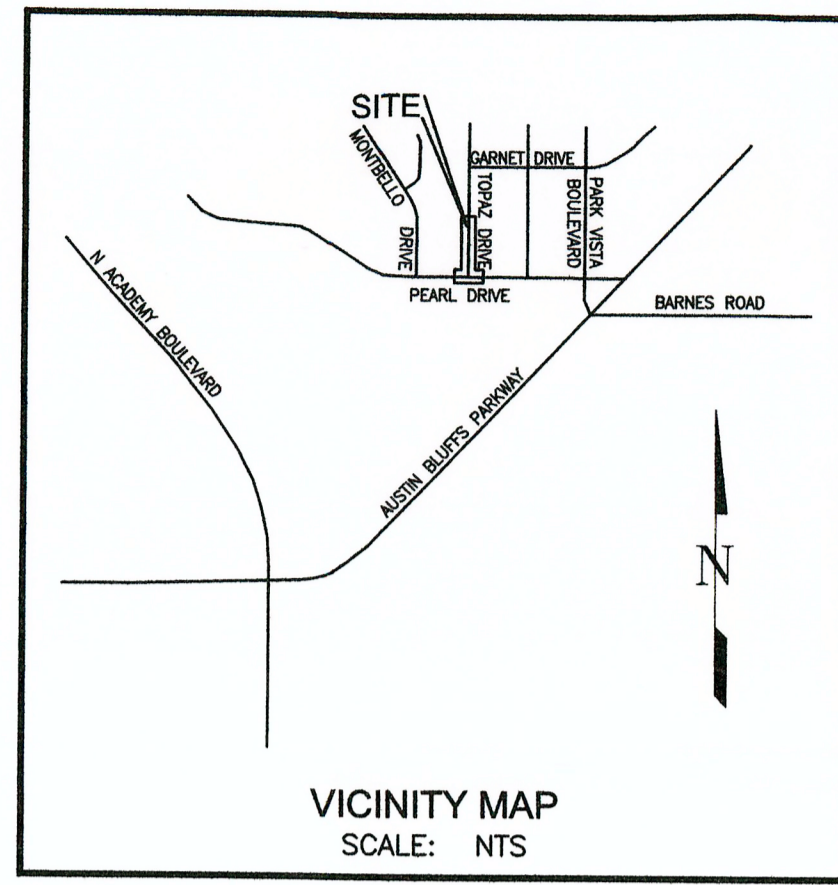 SITE
MONTBELLO
DRIVE
GARNET DRIVE
TOPAZ DRIVE
PARK VISTA
BOULEVARD
PEARL DRIVE
BARNES ROAD
N ACADEMY BOULEVARD
AUSTIN BLUFFS PARKWAY
N
VICINITY MAP
SCALE: NTS